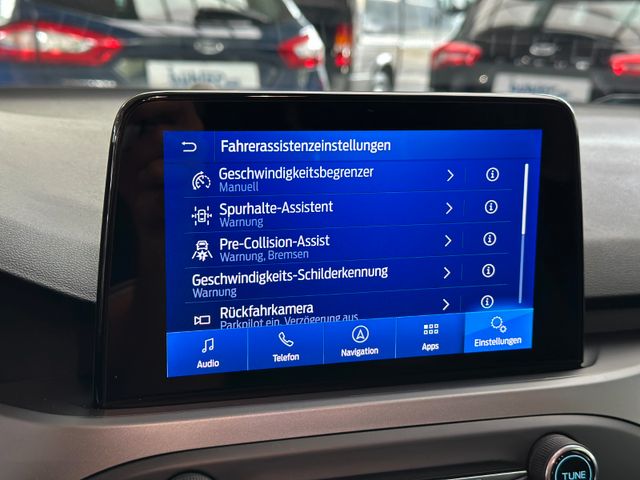 Fahrerassistenzeinstellungen
Geschwindigkeitsbegrenzer
Manuell
Spurhalte-Assistent
Warnung
Pre-Collision-Assist
Warnung, Bremsen
Geschwindigkeits-Schilderkennung
Warnung
Rückfahrkamera
Parkpilot ein, Verzögerung aus
Audio
Telefon
Navigation
Apps
Einstellungen
TUNE